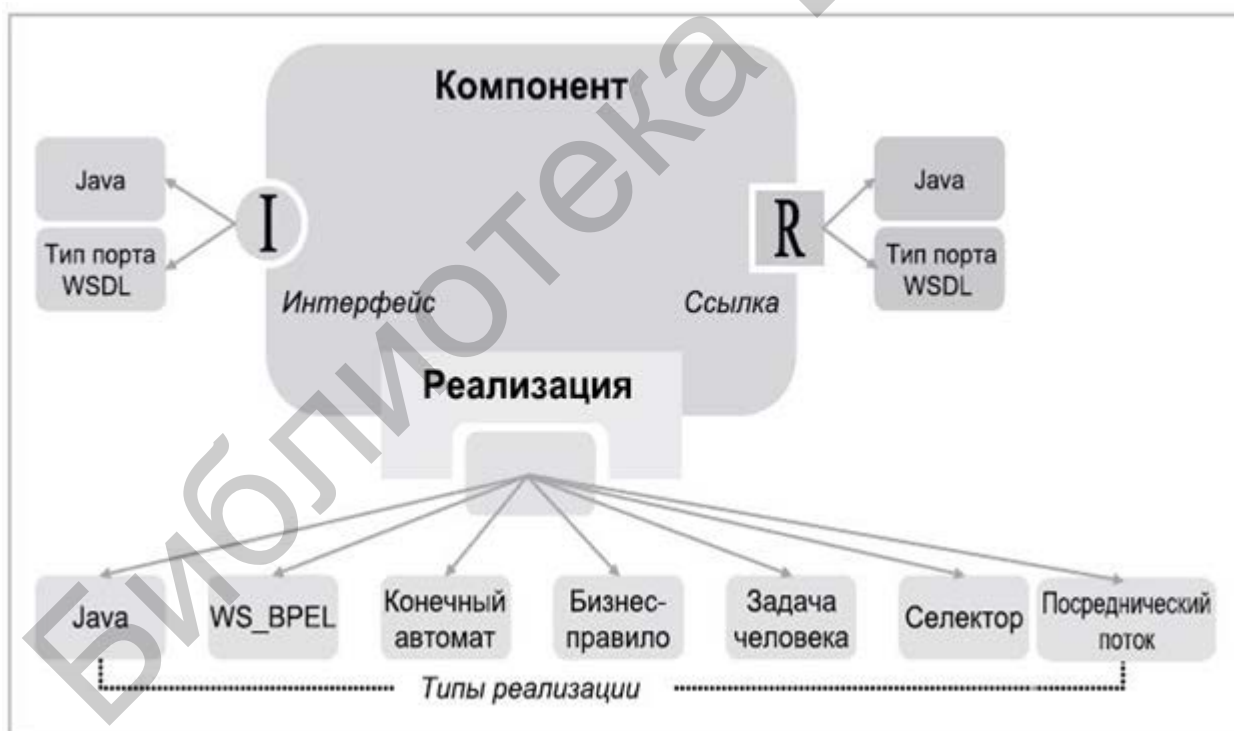 Компонент
Java
Тип порта
WSDL
I
Интерфейс
R
Ссылка
Java
Тип порта
WSDL
Реализация
Java
WS_BPEL
Конечный
автомат
Бизнес-
правило
Задача
человека
Селектор
Посреднический
поток
Типы реализации
Библиотека